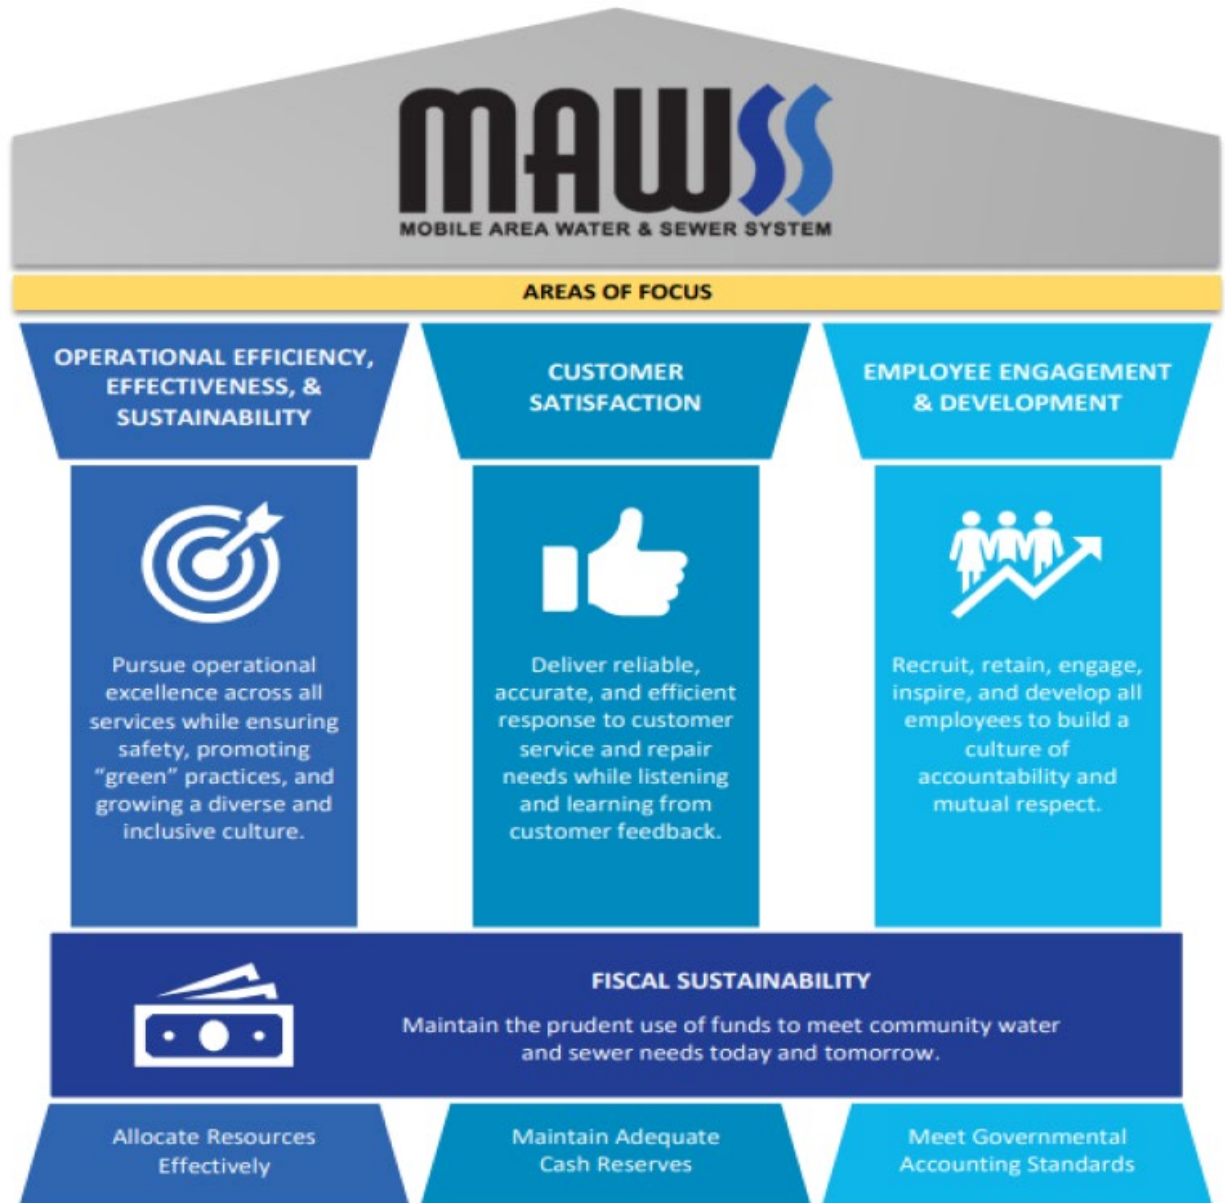 MAWSS
MOBILE AREA WATER & SEWER SYSTEM
AREAS OF FOCUS
OPERATIONAL EFFICIENCY,
EFFECTIVENESS, &
SUSTAINABILITY
Pursue operational
excellence across all
services while ensuring
safety, promoting
“green” practices, and
growing a diverse and
inclusive culture.
CUSTOMER
SATISFACTION
Deliver reliable,
accurate, and efficient
response to customer
service and repair
needs while listening
and learning from
customer feedback.
EMPLOYEE ENGAGEMENT
& DEVELOPMENT
Recruit, retain, engage,
inspire, and develop all
employees to build a
culture of
accountability and
mutual respect.
FISCAL SUSTAINABILITY
Maintain the prudent use of funds to meet community water
and sewer needs today and tomorrow.
Allocate Resources
Effectively
Maintain Adequate
Cash Reserves
Meet Governmental
Accounting Standards